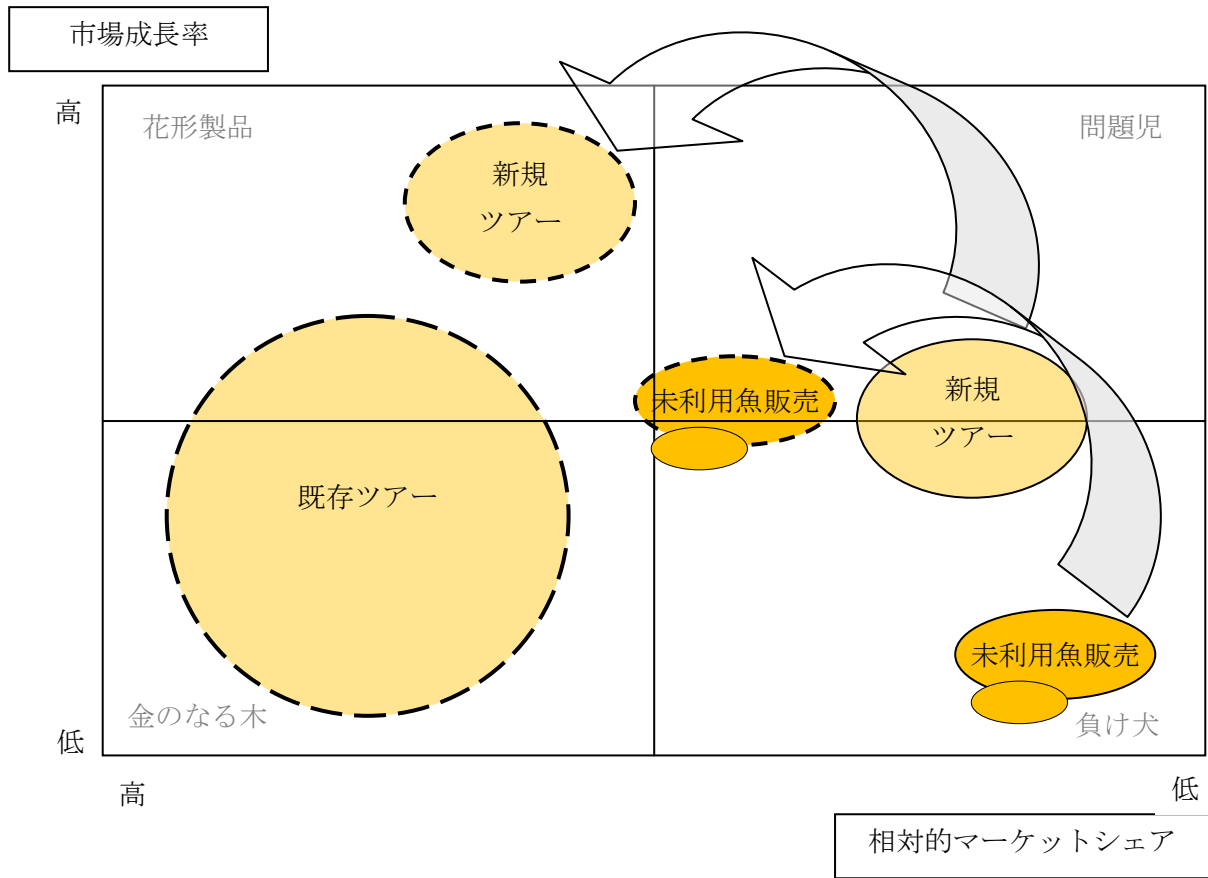 市場成長率
高
花形製品
問題児
新規
ツアー
未利用魚販売
新規
ツアー
既存ツアー
未利用魚販売
金のなる木
負け犬
低
高
低
相対的マーケットシェア